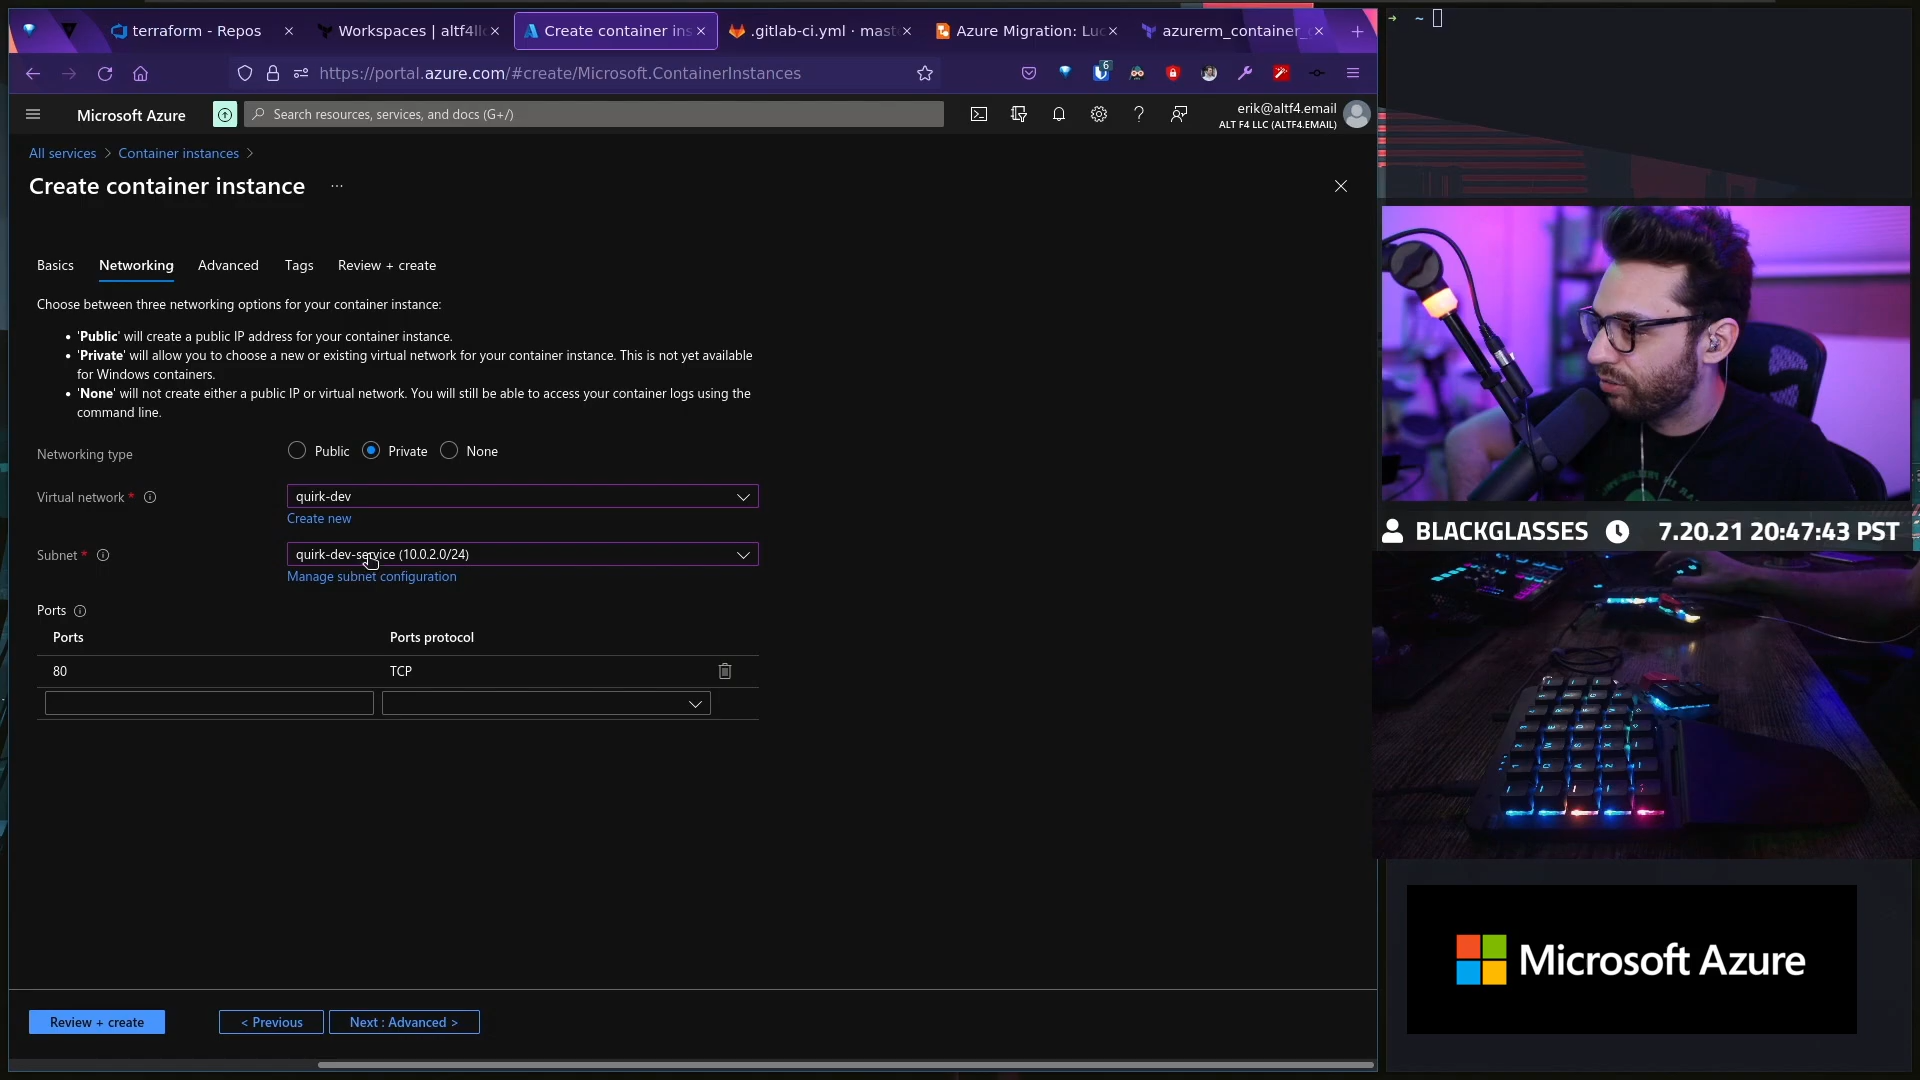 terraform - Repos
Workspaces | altf4llc
Create container ins
.gitlab-ci.yml · mast
Azure Migration: Luc
azurerm_container_
https://portal.azure.com/#create/Microsoft.ContainerInstances
6
Microsoft Azure
Search resources, services, and docs (G+/)
erik@altf4.email
ALT F4 LLC (ALTF4.EMAIL)
All services > Container instances >
Create container instance ...
Basics
Networking
Advanced
Tags
Review + create
Choose between three networking options for your container instance:
• 'Public' will create a public IP address for your container instance.
• 'Private' will allow you to choose a new or existing virtual network for your container instance. This is not yet available
for Windows containers.
• 'None' will not create either a public IP or virtual network. You will still be able to access your container logs using the
command line.
Networking type
Public
Private
None
Virtual network *
quirk-dev
Create new
Subnet *
quirk-dev-service (10.0.2.0/24)
Manage subnet configuration
Ports
Ports
Ports protocol
80
TCP
Review + create
< Previous
Next : Advanced >
~
BLACKGLASSES
7.20.21 20:47:43 PST
Microsoft Azure